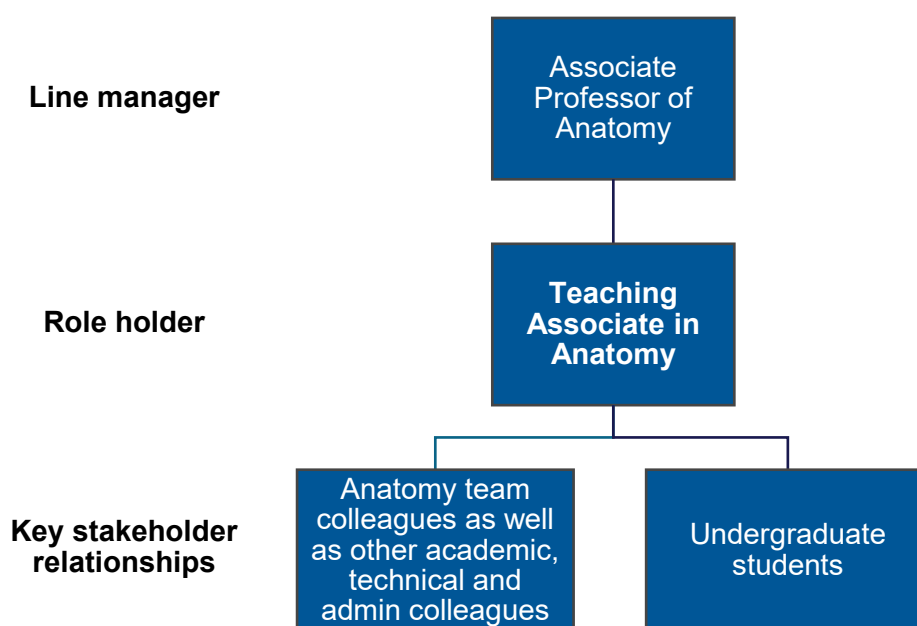 Line manager
Associate
Professor of
Anatomy
Role holder
Teaching
Associate in
Anatomy
Key stakeholder
relationships
Anatomy team
colleagues as well
as other academic,
technical and
admin colleagues
Undergraduate
students